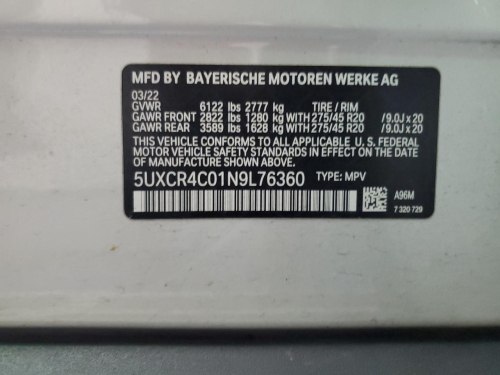 MFD BY BAYERISCHE MOTOREN WERKE AG
03/22
GVWR 6122 lbs 2777 kg TIRE / RIM
GAWR FRONT 2822 lbs 1280 kg WITH 275/45 R20 /9.0J x 20
GAWR REAR 3589 lbs 1628 kg WITH 275/45 R20 /9.0J x 20
THIS VEHICLE CONFORMS TO ALL APPLICABLE U.S. FEDERAL
MOTOR VEHICLE SAFETY STANDARDS IN EFFECT ON THE
DATE OF MANUFACTURE SHOWN ABOVE.
5UXCR4C01N9L76360 TYPE: MPV
A96M
7 320 729